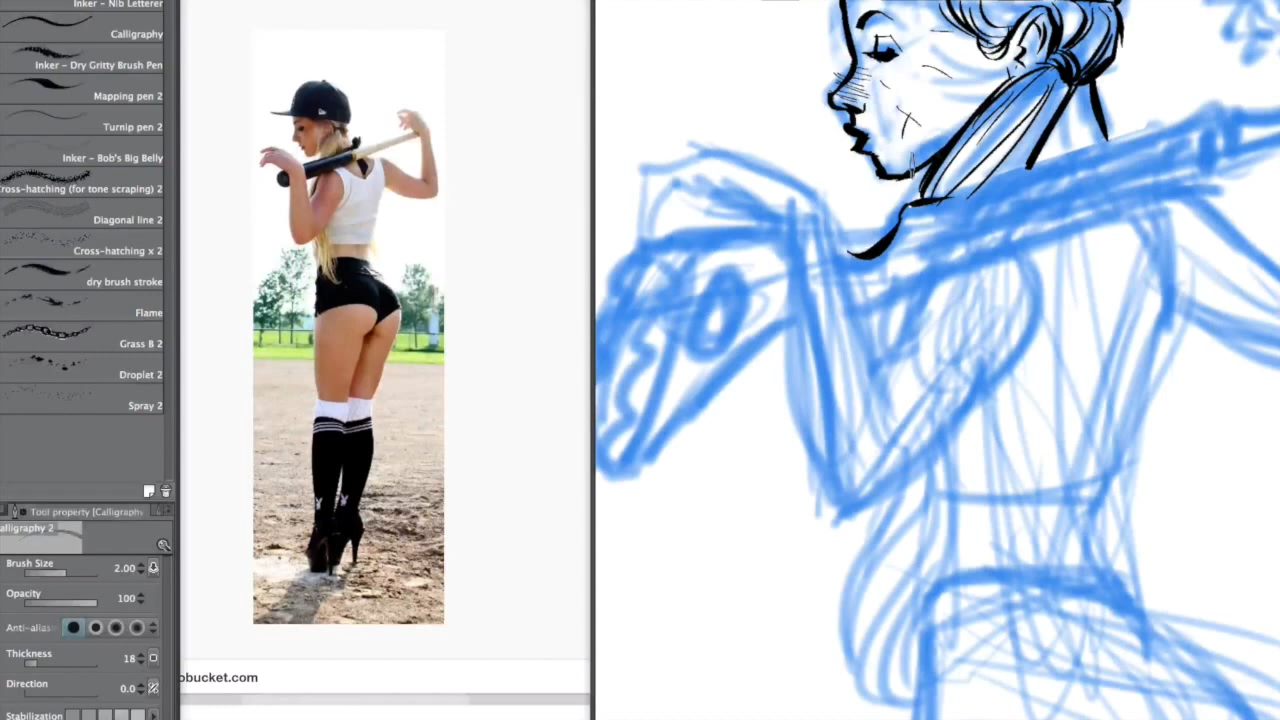 Inker - Nib Letterer
Calligraphy
Inker - Dry Gritty Brush Pen
Mapping pen 2
Turnip pen 2
Inker - Bob's Big Belly
Cross-hatching (for tone scraping) 2
Diagonal line 2
Cross-hatching x 2
dry brush stroke
Flame
Grass B 2
Droplet 2
Spray 2
Tool property [Calligraphy
alligraphy 2
Brush Size 2.00
Opacity 100
Anti-alias
Thickness 18
Direction 0.0
Stabilization
obucket.com